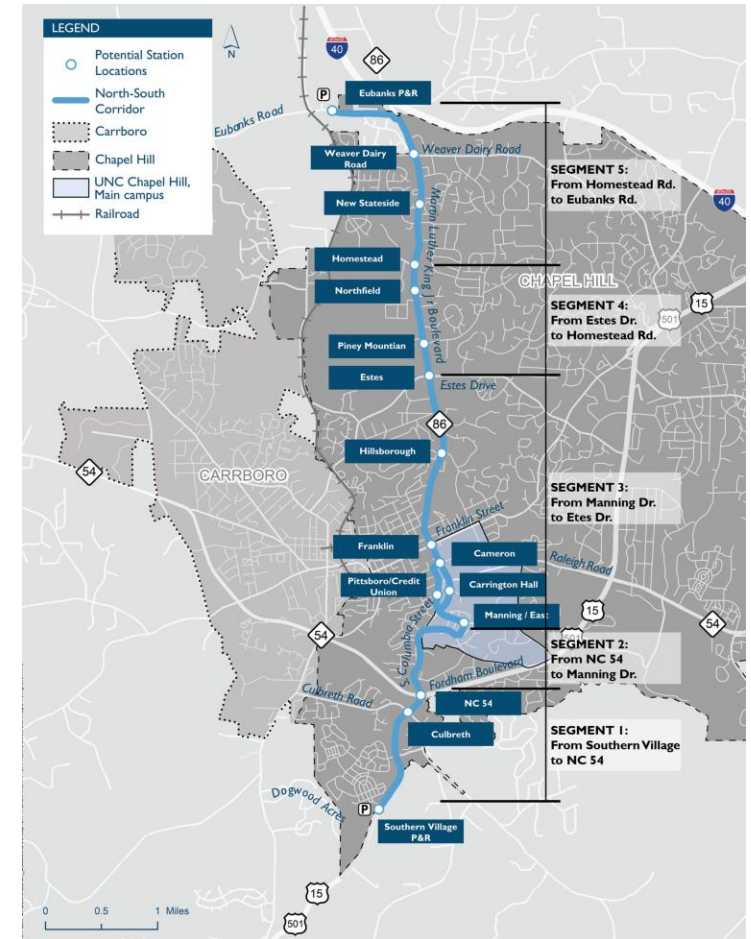 LEGEND
Potential Station
Locations
North-South
Corridor
Carrboro
Chapel Hill
UNC Chapel Hill,
Main campus
Railroad
N
40
86
P
Eubanks P&R
Eubanks Road
Weaver Dairy
Road
Weaver Dairy Road
SEGMENT 5:
From Homestead Rd.
to Eubanks Rd.
New Stateside
40
Martin Luther King Jr Boulevard
Homestead
CHAPEL HILL
Northfield
15
501
SEGMENT 4:
From Estes Dr.
to Homestead Rd.
Piney Mountian
Estes
Estes Drive
86
Hillsborough
54
CARRBORO
SEGMENT 3:
From Manning Dr.
to Etes Dr.
Franklin Street
Franklin
Cameron
Raleigh Road
Pittsboro/Credit
Union
Carrington Hall
15
Manning / East
501
54
54
S Columbia Street
SEGMENT 2:
From NC 54
to Manning Dr.
Fordham Boulevard
Culbreth Road
NC 54
Culbreth
SEGMENT 1:
From Southern Village
to NC 54
Dogwood Acres
P
Southern Village
P&R
15
501
0 0.5 1 Miles